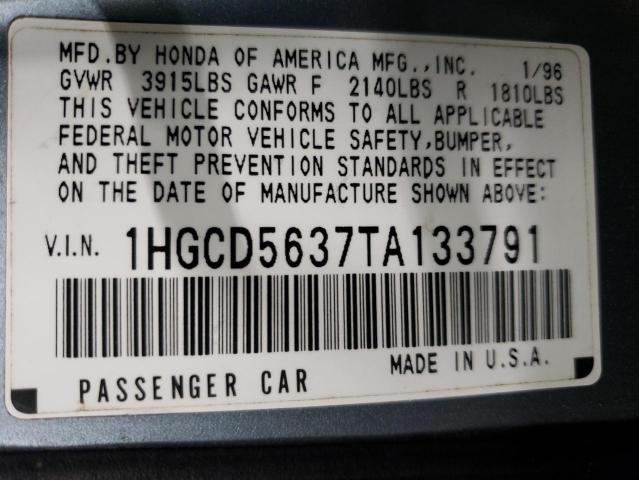 MFD.BY HONDA OF AMERICA MFG.,INC. 1/96
GVWR 3915LBS GAWR F 2140LBS R 1810LBS
THIS VEHICLE CONFORMS TO ALL APPLICABLE
FEDERAL MOTOR VEHICLE SAFETY,BUMPER,
AND THEFT PREVENTION STANDARDS IN EFFECT
ON THE DATE OF MANUFACTURE SHOWN ABOVE:
V.I.N. 1HGCD5637TA133791
PASSENGER CAR MADE IN U.S.A.